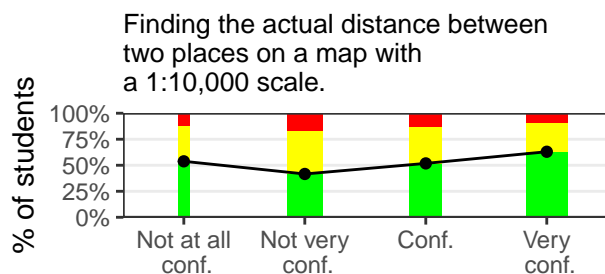 Finding the actual distance between
two places on a map with
a 1:10,000 scale.
% of students
100%
75%
50%
25%
0%
Not at all
conf.
Not very
conf.
Conf.
Very
conf.